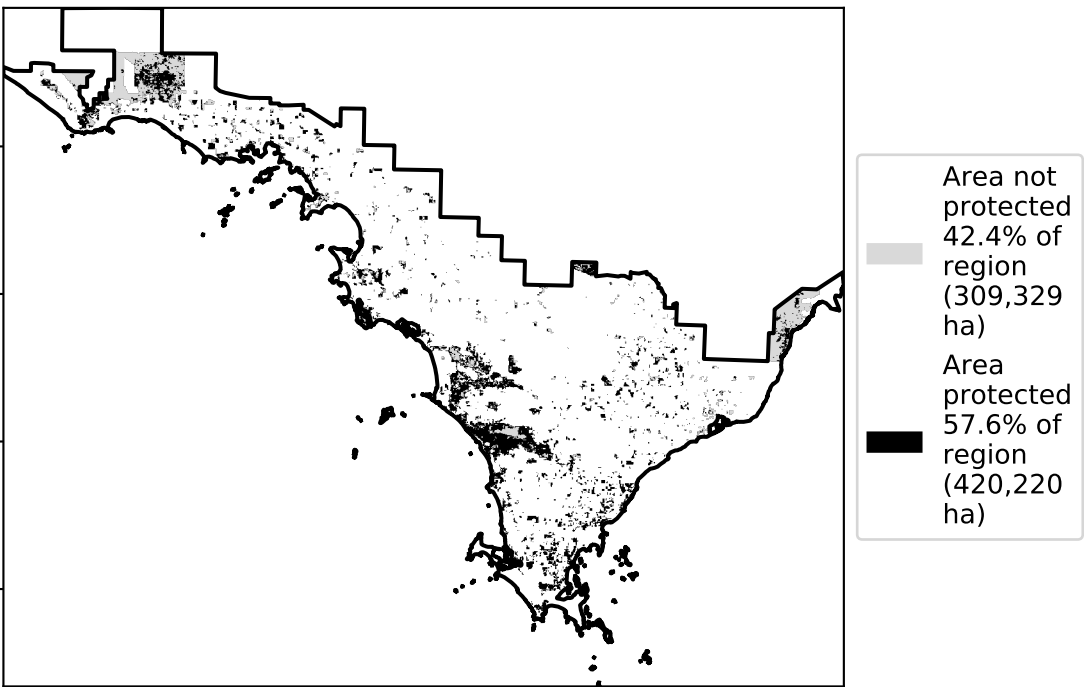 Area not
protected
42.4% of
region
(309,329
ha)
Area
protected
57.6% of
region
(420,220
ha)